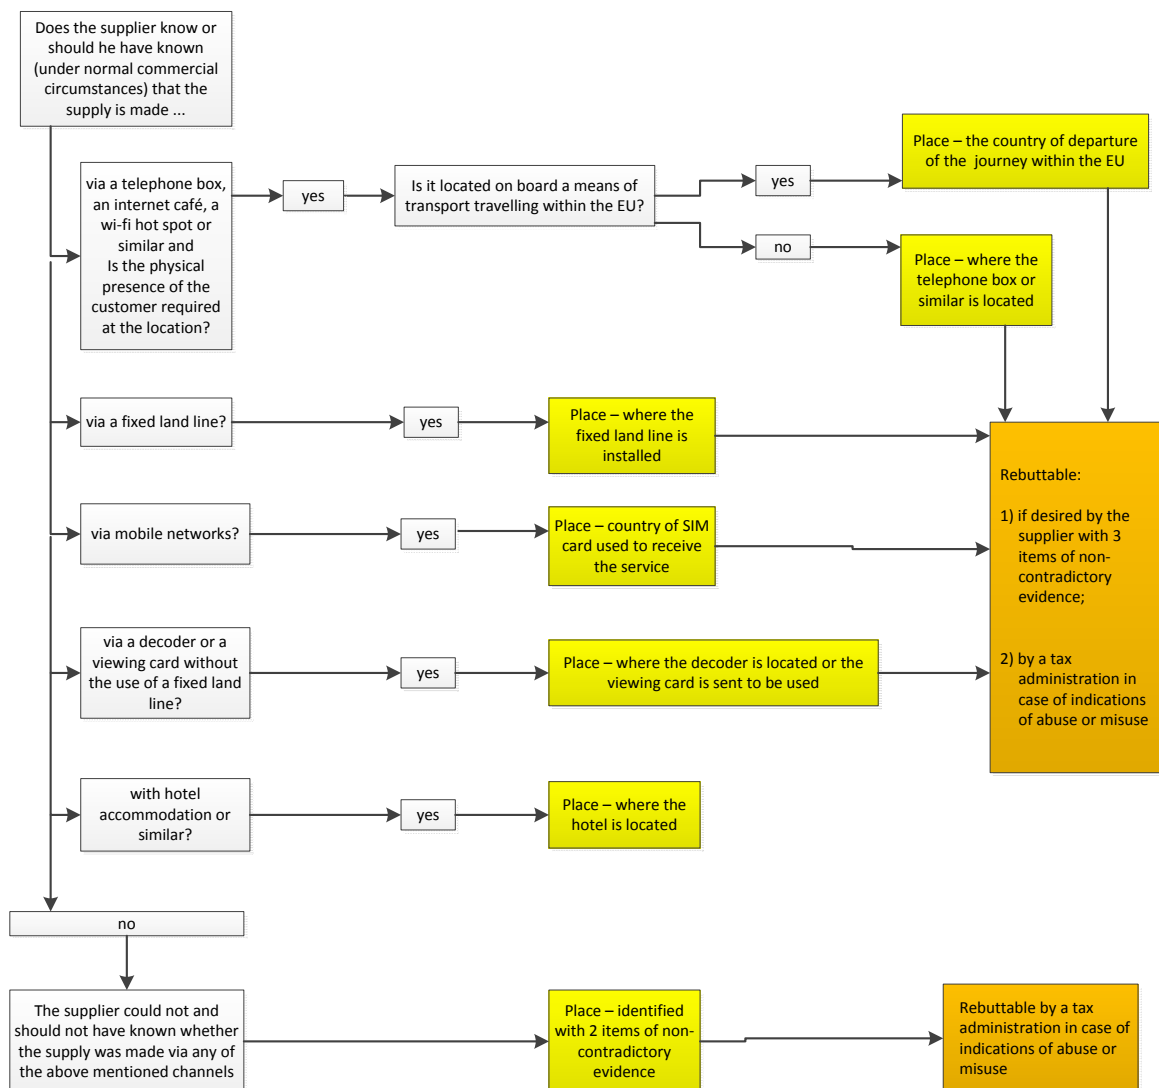 Does the supplier know or
should he have known
(under normal commercial
circumstances) that the
supply is made ...
via a telephone box,
an internet café, a
wi-fi hot spot or
similar and
Is the physical
presence of the
customer required
at the location?
yes
Is it located on board a means of
transport travelling within the EU?
yes
Place – the country of departure
of the journey within the EU
no
Place – where the
telephone box or
similar is located
via a fixed land line?
yes
Place – where the
fixed land line is
installed
via mobile networks?
yes
Place – country of SIM
card used to receive
the service
via a decoder or a
viewing card without
the use of a fixed land
line?
yes
Place – where the decoder is located or the
viewing card is sent to be used
Rebuttable:
1) if desired by the
supplier with 3
items of non-
contradictory
evidence;
2) by a tax
administration in
case of indications
of abuse or misuse
with hotel
accommodation or
similar?
yes
Place – where the
hotel is located
no
The supplier could not and
should not have known whether
the supply was made via any of
the above mentioned channels
Place – identified
with 2 items of non-
contradictory
evidence
Rebuttable by a tax
administration in case of
indications of abuse or
misuse